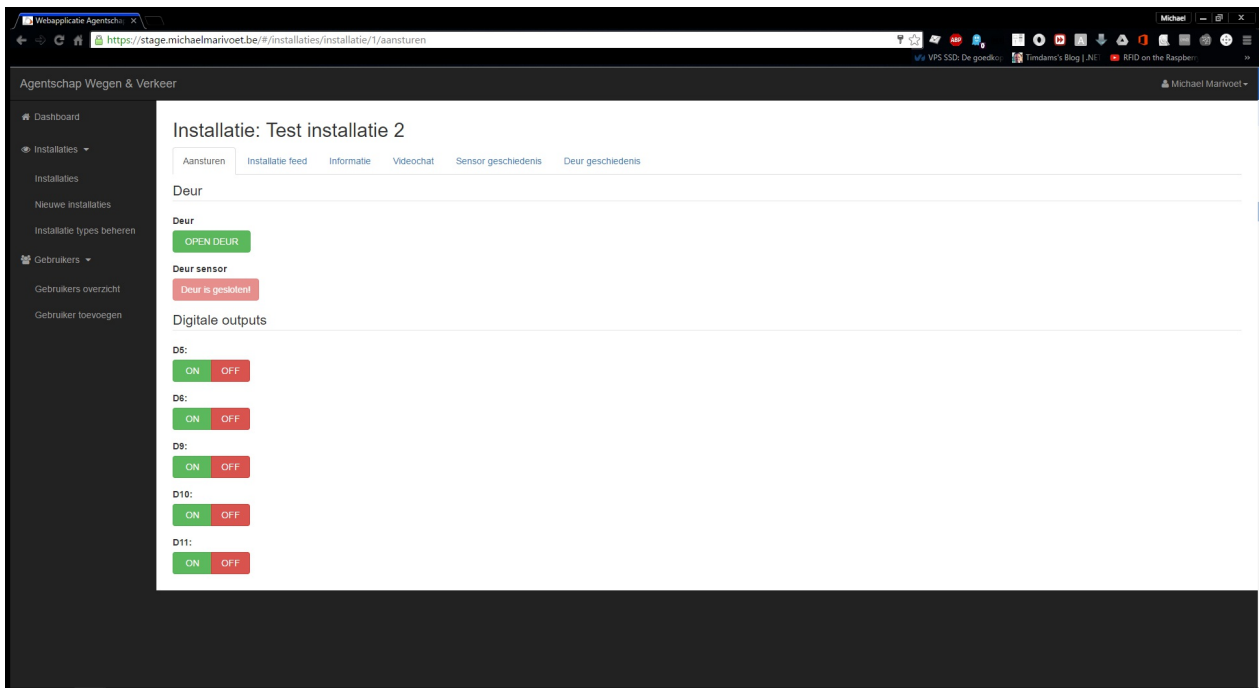 Webapplicatie Agentscha
Michael
https://stage.michaelmarivoet.be/#/installaties/installatie/1/aansturen
VPS SSD: De goedko Timdams's Blog | .NE RFID on the Raspberr
Agentschap Wegen & Verkeer
Michael Marivoet
Dashboard
Installaties
Installaties
Nieuwe installaties
Installatie types beheren
Gebruikers
Gebruikers overzicht
Gebruiker toevoegen
Installatie: Test installatie 2
Aansturen Installatie feed Informatie Videochat Sensor geschiedenis Deur geschiedenis
Deur
Deur
OPEN DEUR
Deur sensor
Deur is gesloten!
Digitale outputs
D5:
ON OFF
D6:
ON OFF
D9:
ON OFF
D10:
ON OFF
D11:
ON OFF